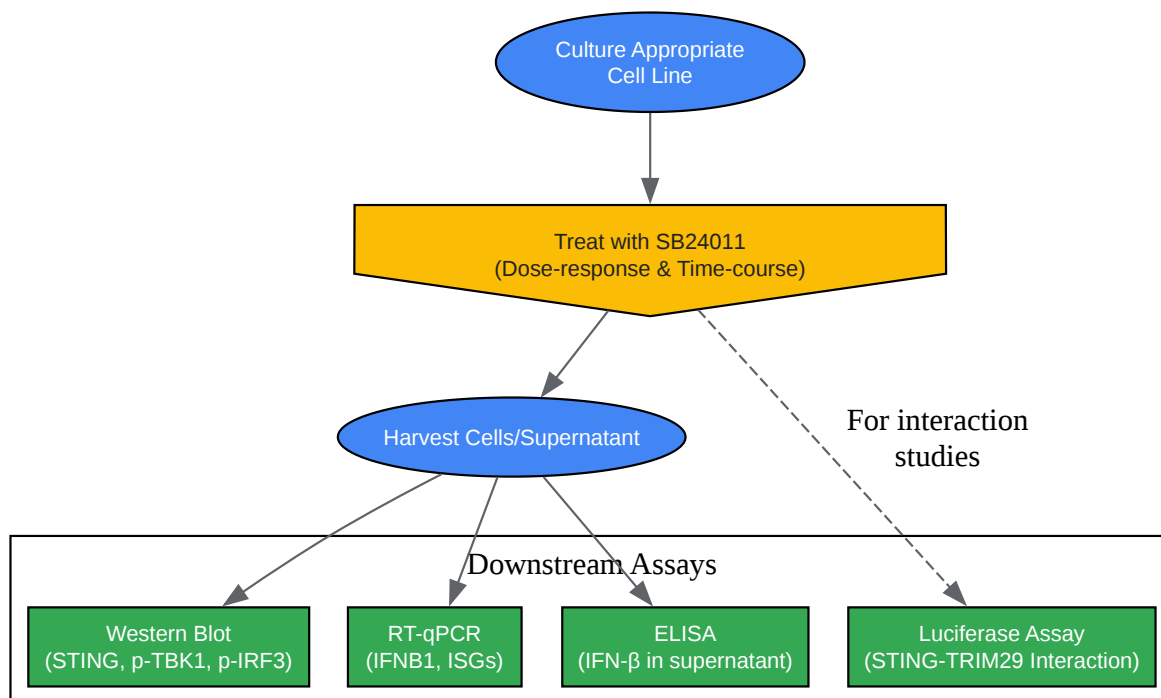 Culture Appropriate
Cell Line
Treat with SB24011
(Dose-response & Time-course)
For interaction
studies
Harvest Cells/Supernatant
Downstream Assays
Western Blot
(STING, p-TBK1, p-IRF3)
RT-qPCR
(IFNB1, ISGs)
ELISA
(IFN-β in supernatant)
Luciferase Assay
(STING-TRIM29 Interaction)